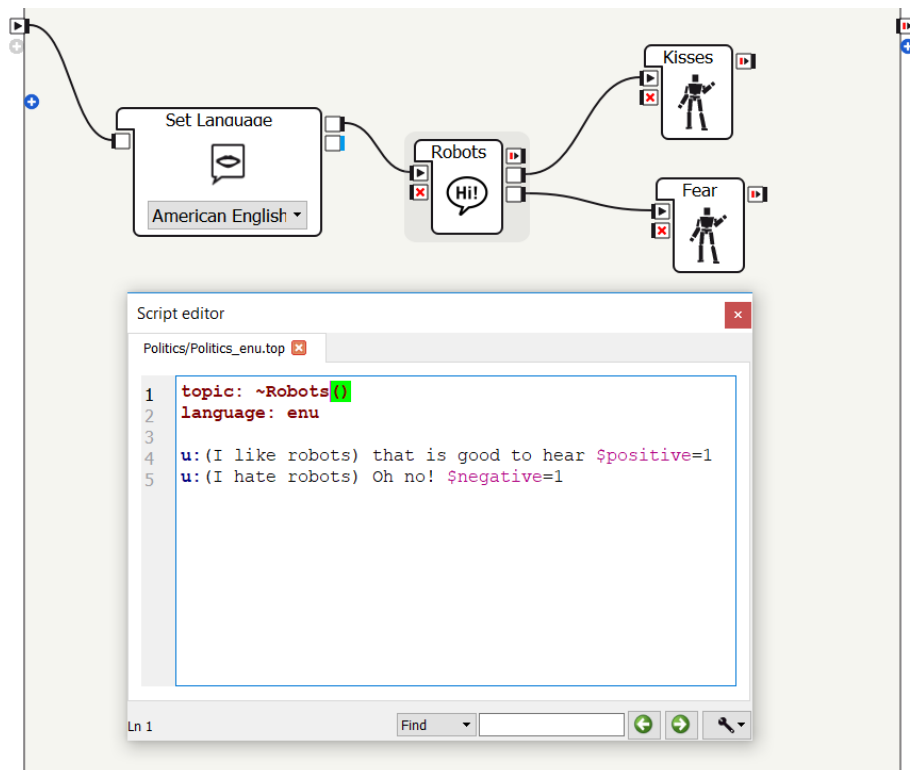 Kisses
Set Language
Robots
Hi!
Fear
American English
Script editor
Politics/Politics_enu.top
1 topic: ~Robots()
2 language: enu
3
4 u:(I like robots) that is good to hear $positive=1
5 u:(I hate robots) Oh no! $negative=1
Ln 1
Find